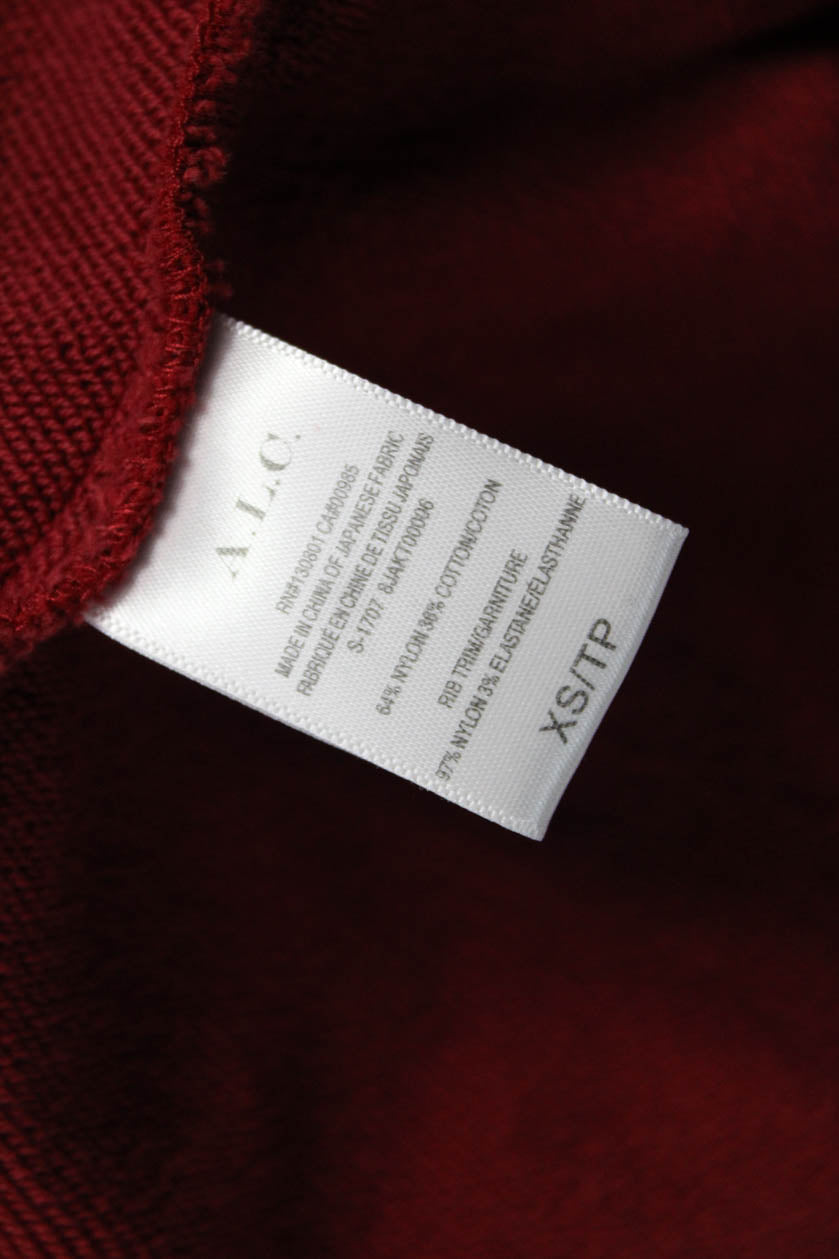 A.L.C.
RN#130801 CA#00985
MADE IN CHINA OF JAPANESE FABRIC
FABRIQUÉ EN CHINE DE TISSU JAPONAIS
S-1707 8JAKT00006
64% NYLON 36% COTTON/COTON
RIB TRIM/GARNITURE
97% NYLON 3% ELASTANE/ELASTHANNE
XS/TP